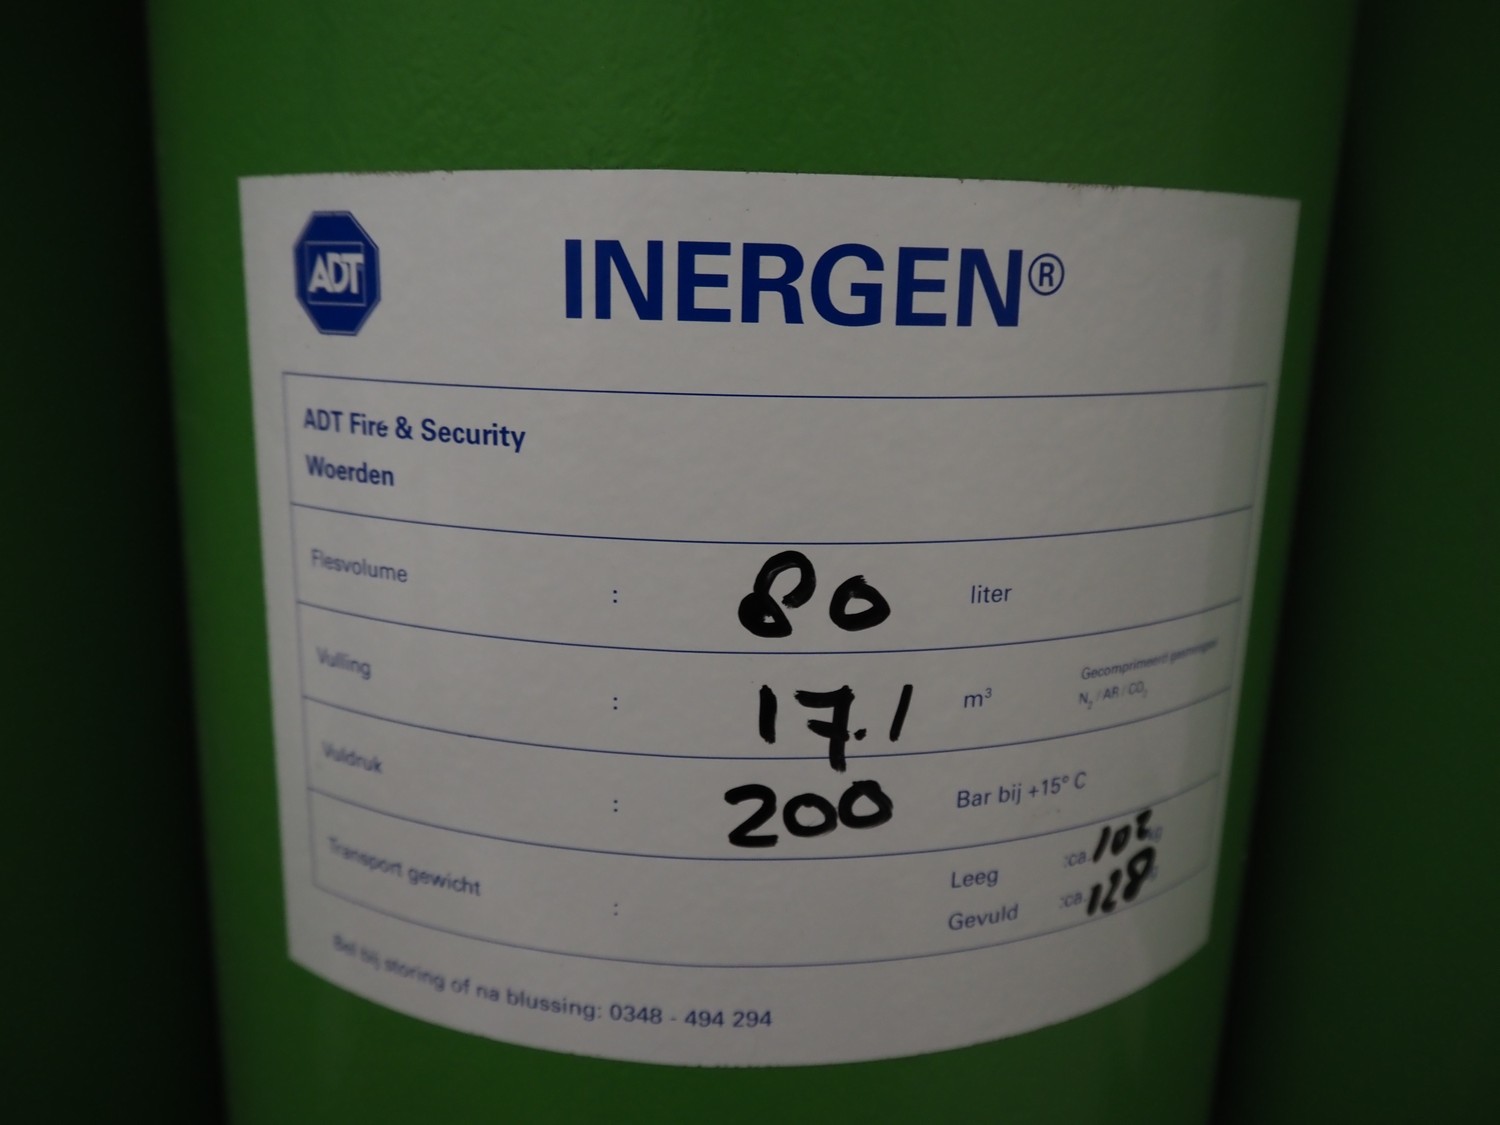 ADT
INERGEN®
ADT Fire & Security
Woerden
Flesvolume : 80 liter
Vulling : 17.1 m³ Gecomprimeerd gasmengsel
N₂ / AR / CO₂
Vuldruk : 200 Bar bij +15° C
Transport gewicht : Leeg :ca. 102 kg
Gevuld :ca. 128
Bel bij storing of na blussing: 0348 - 494 294